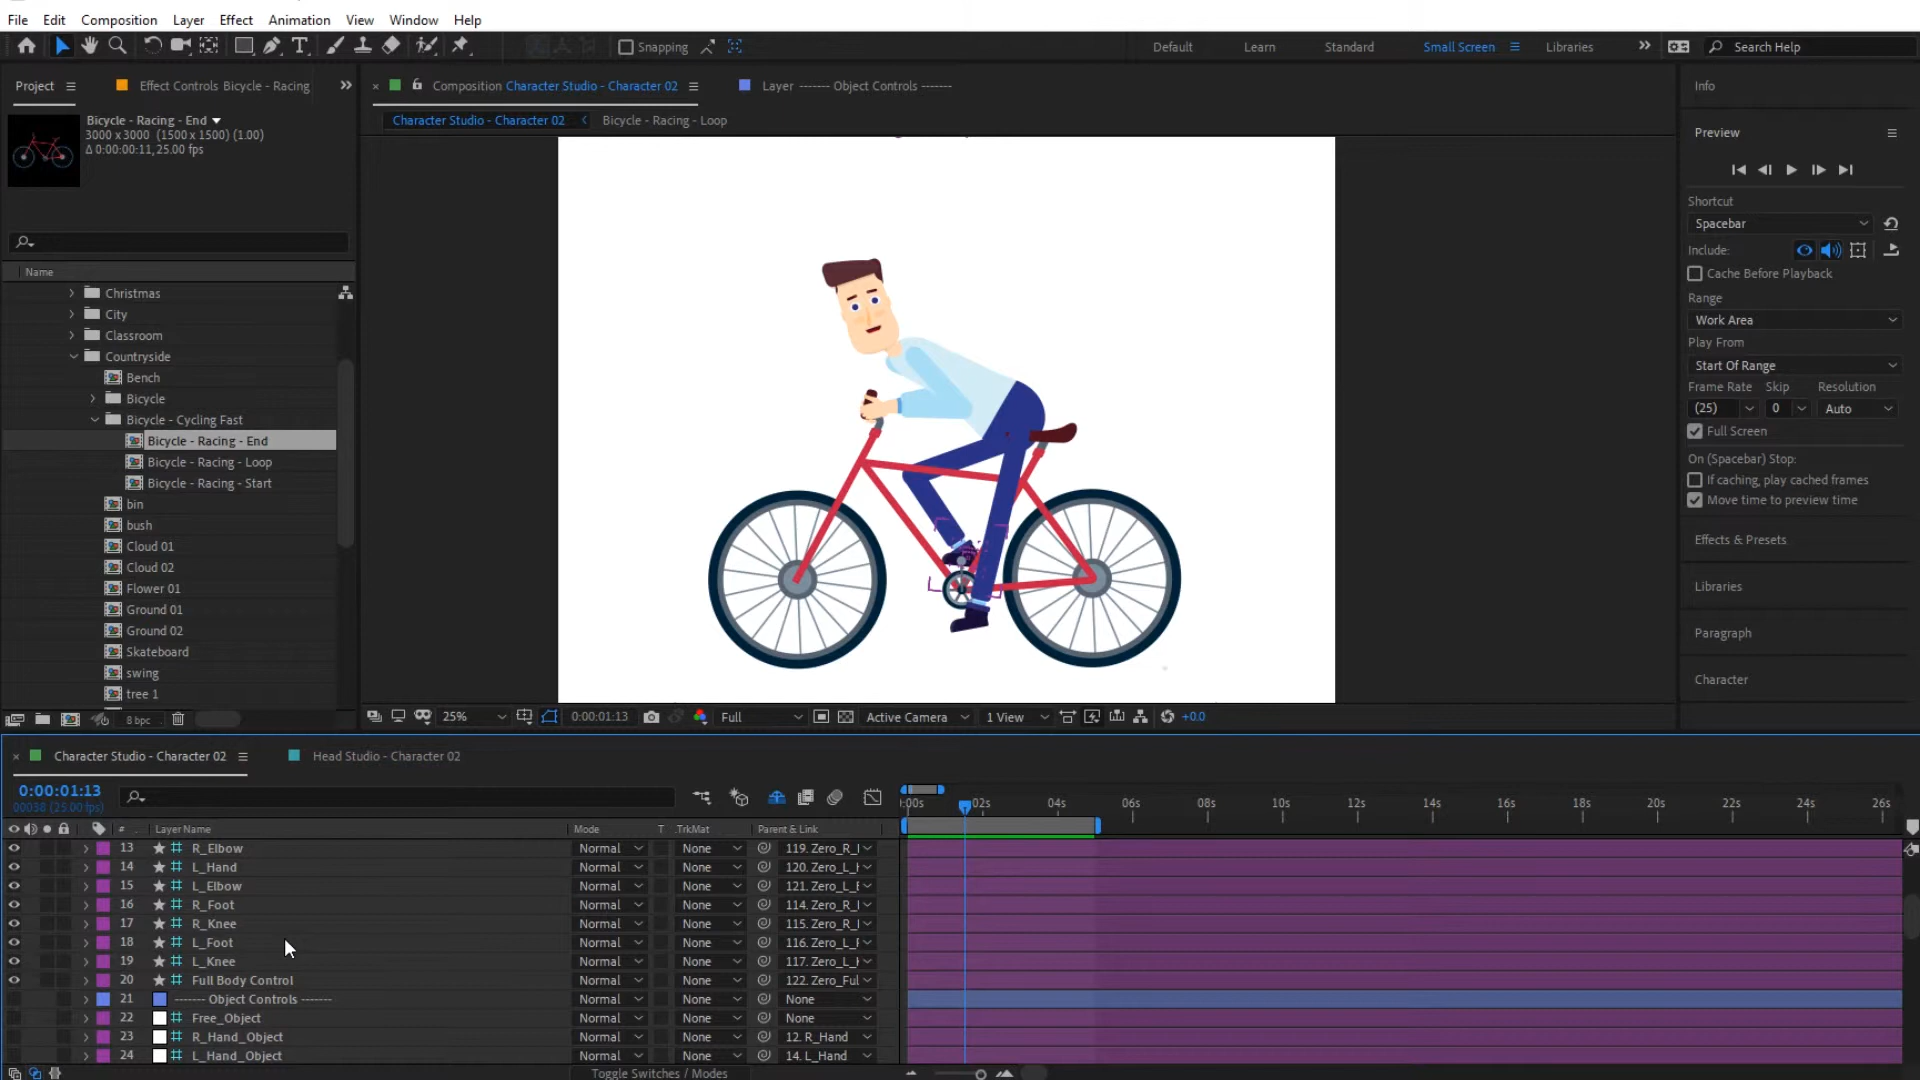 File Edit Composition Layer Effect Animation View Window Help
Snapping
Default Learn Standard Small Screen Libraries Search Help
Project Effect Controls Bicycle - Racing
Composition Character Studio - Character 02 Layer ------- Object Controls -------
Character Studio - Character 02 Bicycle - Racing - Loop
Bicycle - Racing - End
3000 x 3000 (1500 x 1500) (1.00)
Δ 0:00:00:11, 25.00 fps
Name
Christmas
City
Classroom
Countryside
Bench
Bicycle
Bicycle - Cycling Fast
Bicycle - Racing - End
Bicycle - Racing - Loop
Bicycle - Racing - Start
bin
bush
Cloud 01
Cloud 02
Flower 01
Ground 01
Ground 02
Skateboard
swing
tree 1
8 bpc
25% 0:00:01:13 Full Active Camera 1 View +0.0
Info
Preview
Shortcut
Spacebar
Include:
Cache Before Playback
Range
Work Area
Play From
Start Of Range
Frame Rate Skip Resolution
(25) 0 Auto
Full Screen
On (Spacebar) Stop:
If caching, play cached frames
Move time to preview time
Effects & Presets
Libraries
Paragraph
Character
Character Studio - Character 02 Head Studio - Character 02
0:00:01:13
00038 (25.00 fps)
:00s 02s 04s 06s 08s 10s 12s 14s 16s 18s 20s 22s 24s 26s
# Layer Name Mode T .TrkMat Parent & Link
13 R_Elbow Normal None 119. Zero_R_
14 L_Hand Normal None 120. Zero_L_
15 L_Elbow Normal None 121. Zero_L_
16 R_Foot Normal None 114. Zero_R_
17 R_Knee Normal None 115. Zero_R_
18 L_Foot Normal None 116. Zero_L_
19 L_Knee Normal None 117. Zero_L_
20 Full Body Control Normal None 122. Zero_Ful
21 ------- Object Controls ------- Normal None None
22 Free_Object Normal None None
23 R_Hand_Object Normal None 12. R_Hand
24 L_Hand_Object Normal None 14. L_Hand
Toggle Switches / Modes